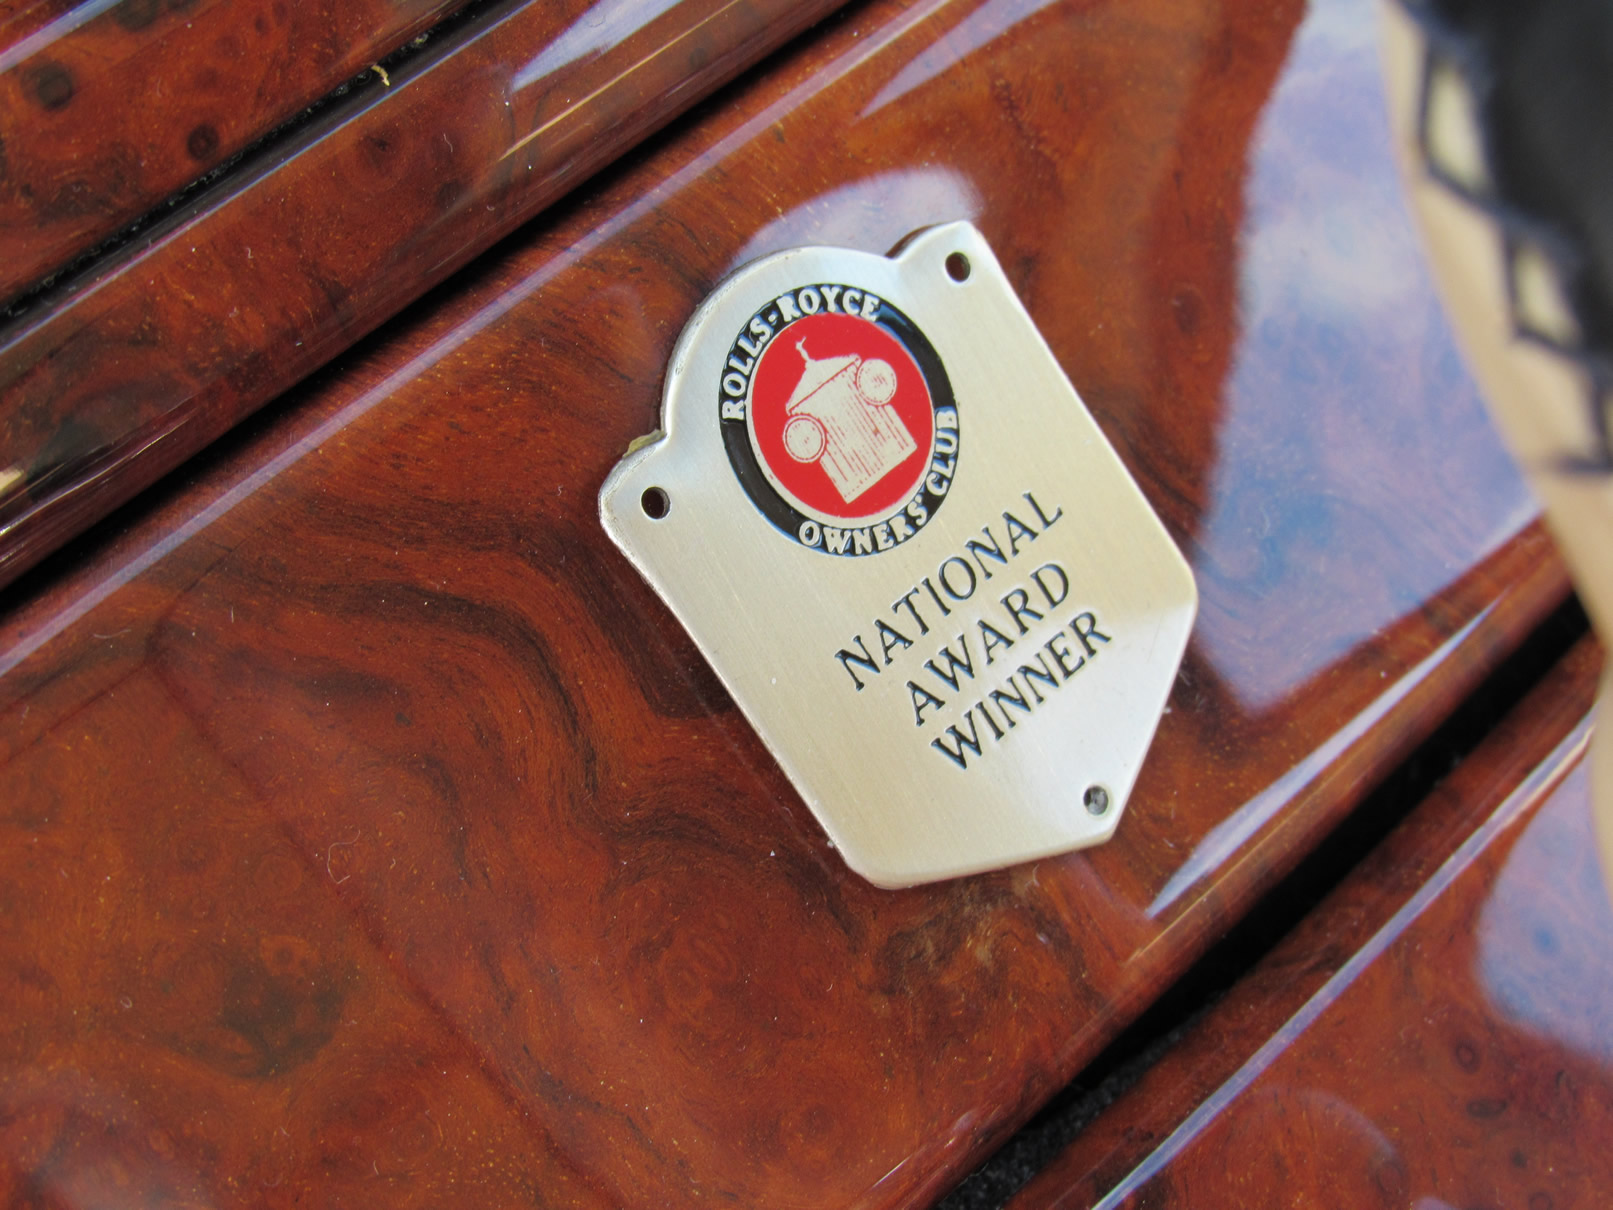 ROLLS-ROYCE
OWNERS' CLUB
NATIONAL
AWARD
WINNER